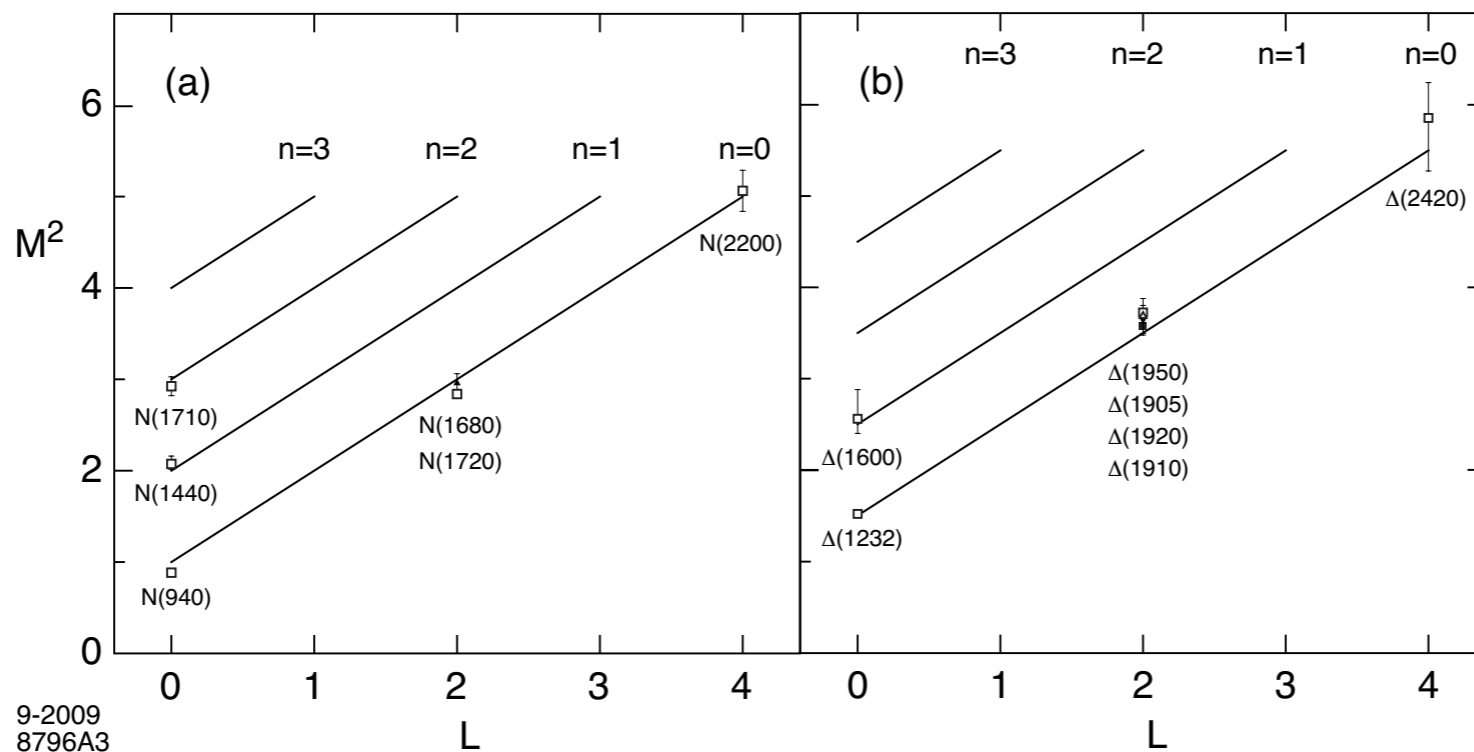 (a)
n=3 n=2 n=1 n=0
6
4
2
0
M²
N(2200)
N(1710)
N(1680)
N(1720)
N(1440)
N(940)
0 1 2 3 4
L
(b)
n=3 n=2 n=1 n=0
Δ(2420)
Δ(1950)
Δ(1905)
Δ(1920)
Δ(1910)
Δ(1600)
Δ(1232)
0 1 2 3 4
L
9-2009
8796A3